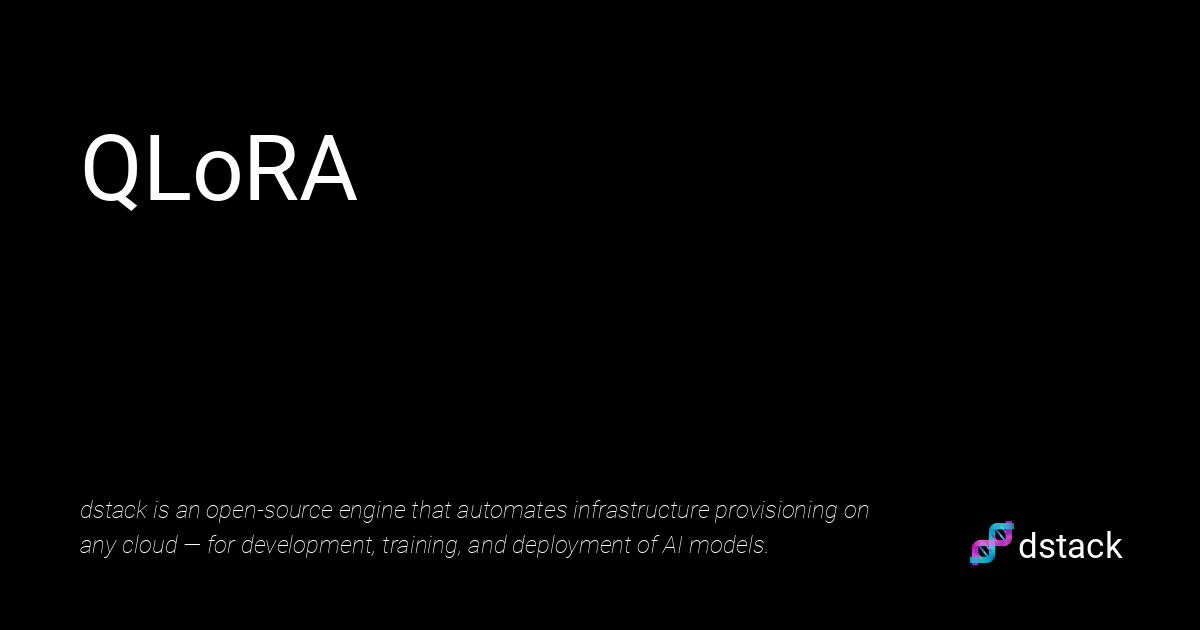 QLoRA
dstack is an open-source engine that automates infrastructure provisioning on
any cloud — for development, training, and deployment of AI models.
dstack